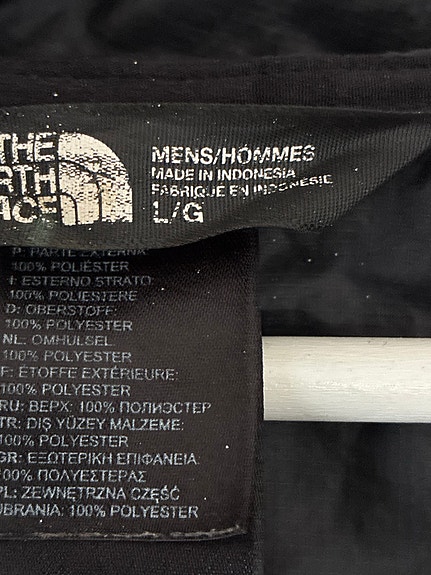 THE
RTH
ACE
MENS/HOMMES
MADE IN INDONESIA
FABRIQUE EN INDONESIE
L/G
P: PARTE EXTERNA:
100% POLIÉSTER
I: ESTERNO STRATO:
100% POLIESTERE
D: OBERSTOFF:
100% POLYESTER
NL: OMHULSEL:
100% POLYESTER
F: ÉTOFFE EXTÉRIEURE:
100% POLYESTER
RU: ВЕРХ: 100% ПОЛИЭСТЕР
TR: DIŞ YÜZEY MALZEME:
100% POLYESTER
GR: ΕΞΩΤΕΡΙΚΗ ΕΠΙΦΑΝΕΙΑ:
100% ΠΟΛΥΕΣΤΕΡΑΣ
PL: ZEWNĘTRZNA CZĘŚĆ
UBRANIA: 100% POLYESTER